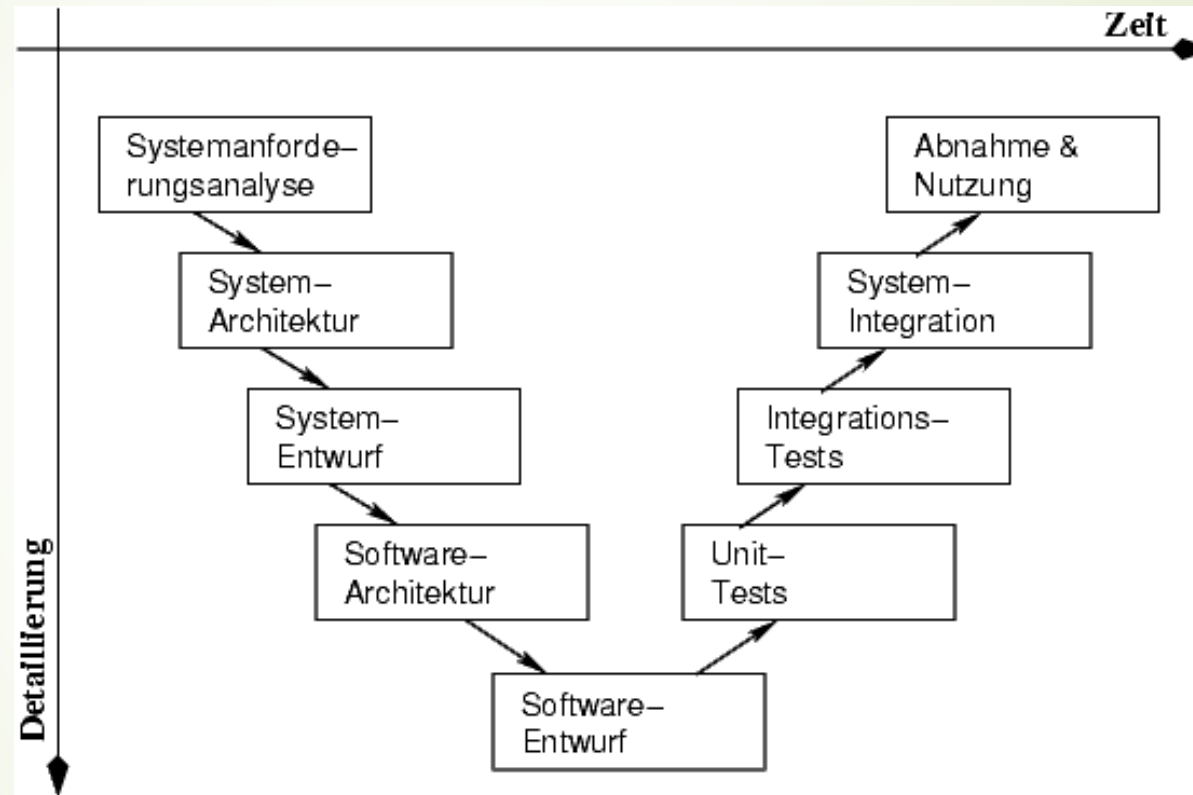 Zeit
Systemanforde–
rungsanalyse
Abnahme &
Nutzung
System–
Architektur
System–
Integration
System–
Entwurf
Integrations–
Tests
Software–
Architektur
Unit–
Tests
Software–
Entwurf
Detaillierung